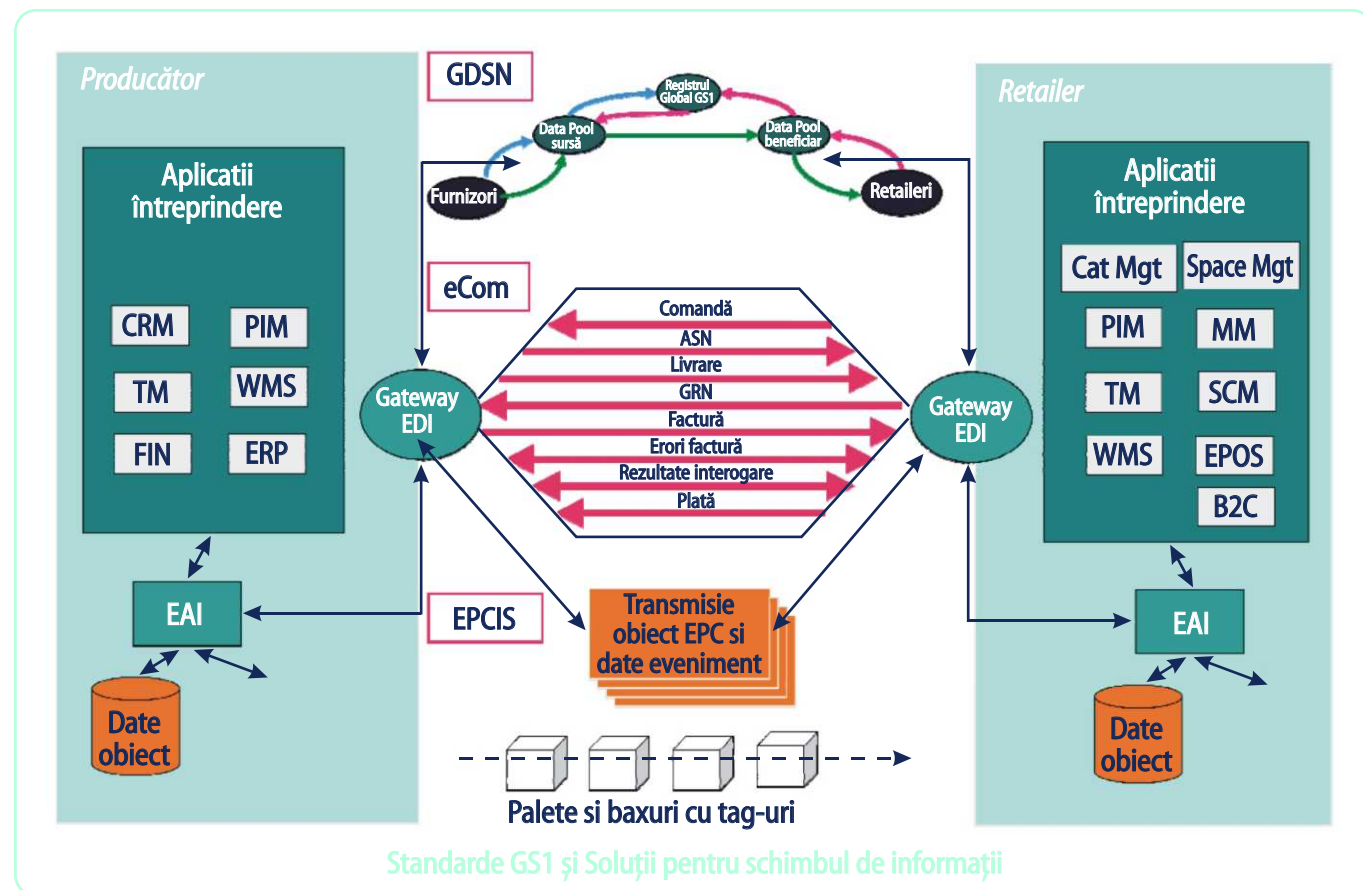 Producător
Aplicatii
întreprindere
CRM
PIM
TM
WMS
FIN
ERP
EAI
Date
obiect
GDSN
Registrul
Global GS1
Data Pool
sursă
Data Pool
beneficiar
Furnizori
Retaileri
eCom
Gateway
EDI
Comandă
ASN
Livrare
GRN
Factură
Erori factură
Rezultate interogare
Plată
Gateway
EDI
EPCIS
Transmisie
obiect EPC si
date eveniment
Palete si baxuri cu tag-uri
Retailer
Aplicatii
întreprindere
Cat Mgt
Space Mgt
PIM
MM
TM
SCM
WMS
EPOS
B2C
EAI
Date
obiect
Standarde GS1 și Soluții pentru schimbul de informații